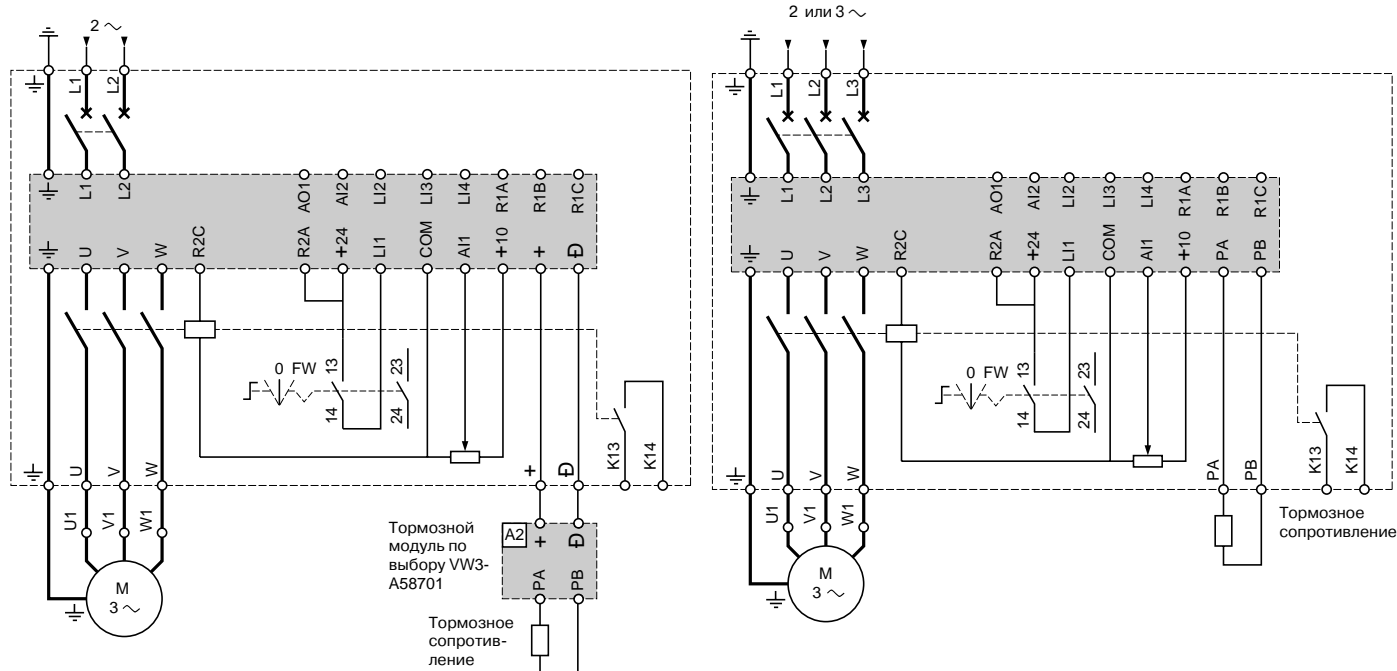 2 ∼
L1 L2
L1 L2 AO1 AI2 LI2 LI3 LI4 R1A R1B R1C
U V W R2C R2A +24 LI1 COM AI1 +10 + Ð
0 FW 13 23
14 24
K13 K14
U V W + Ð
U1 V1 W1
Тормозной
модуль по
выбору VW3-
A58701
A2 + Ð
PA PB
M
3 ∼
Тормозное
сопротив-
ление
2 или 3 ∼
L1 L2 L3
L1 L2 L3 AO1 AI2 LI2 LI3 LI4 R1A R1B R1C
U V W R2C R2A +24 LI1 COM AI1 +10 PA PB
0 FW 13 23
14 24
K13 K14
U V W PA PB
U1 V1 W1
Тормозное
сопротивление
M
3 ∼